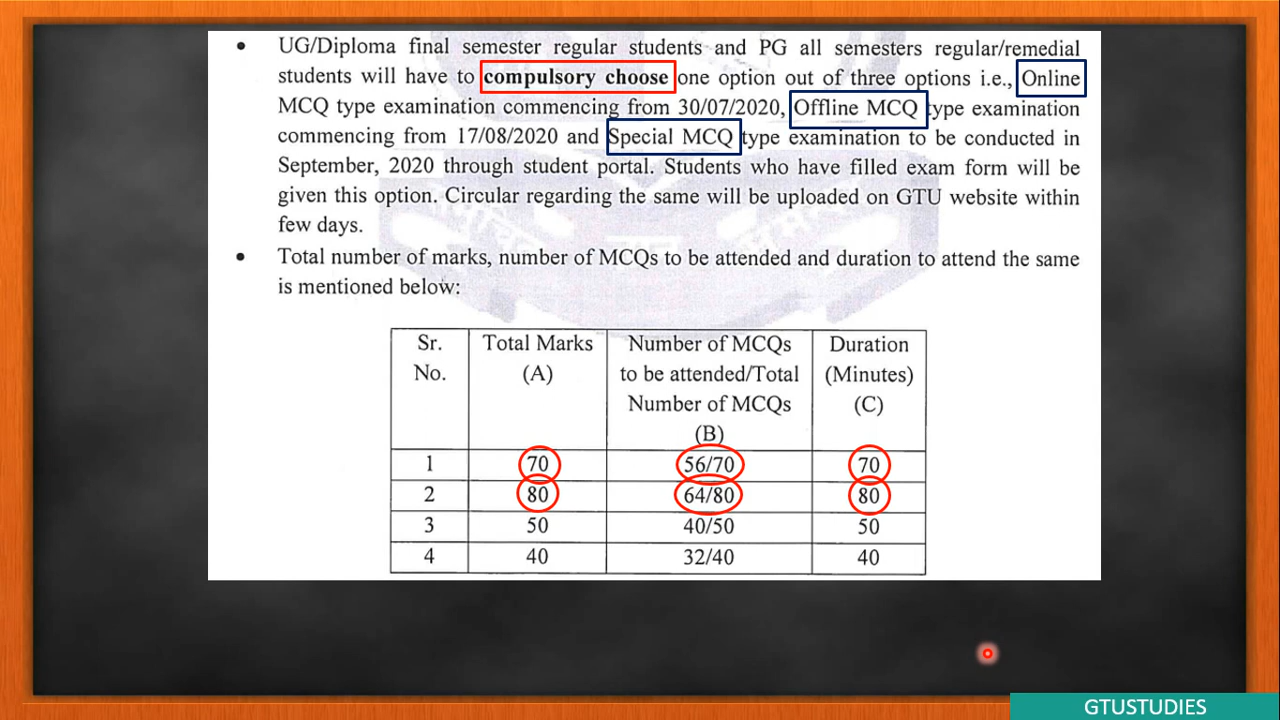 • UG/Diploma final semester regular students and PG all semesters regular/remedial
students will have to compulsory choose one option out of three options i.e., Online
MCQ type examination commencing from 30/07/2020, Offline MCQ type examination
commencing from 17/08/2020 and Special MCQ type examination to be conducted in
September, 2020 through student portal. Students who have filled exam form will be
given this option. Circular regarding the same will be uploaded on GTU website within
few days.
• Total number of marks, number of MCQs to be attended and duration to attend the same
is mentioned below:
Sr. Total Marks Number of MCQs Duration
No. (A) to be attended/Total (Minutes)
Number of MCQs (C)
(B)
1 70 56/70 70
2 80 64/80 80
3 50 40/50 50
4 40 32/40 40
GTUSTUDIES